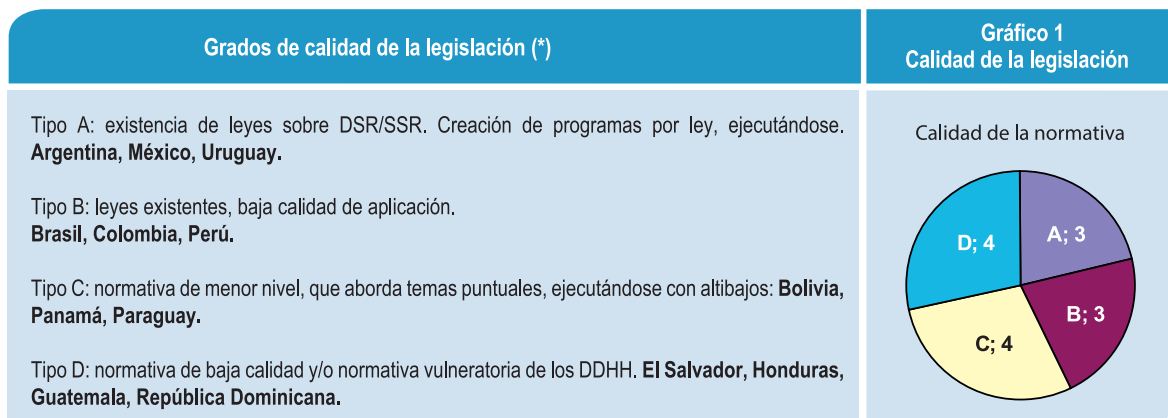 Grados de calidad de la legislación (*)
Gráfico 1
Calidad de la legislación
Tipo A: existencia de leyes sobre DSR/SSR. Creación de programas por ley, ejecutándose.
Argentina, México, Uruguay.
Tipo B: leyes existentes, baja calidad de aplicación.
Brasil, Colombia, Perú.
Tipo C: normativa de menor nivel, que aborda temas puntuales, ejecutándose con altibajos: Bolivia,
Panamá, Paraguay.
Tipo D: normativa de baja calidad y/o normativa vulneratoria de los DDHH. El Salvador, Honduras,
Guatemala, República Dominicana.
Calidad de la normativa
D; 4
A; 3
B; 3
C; 4